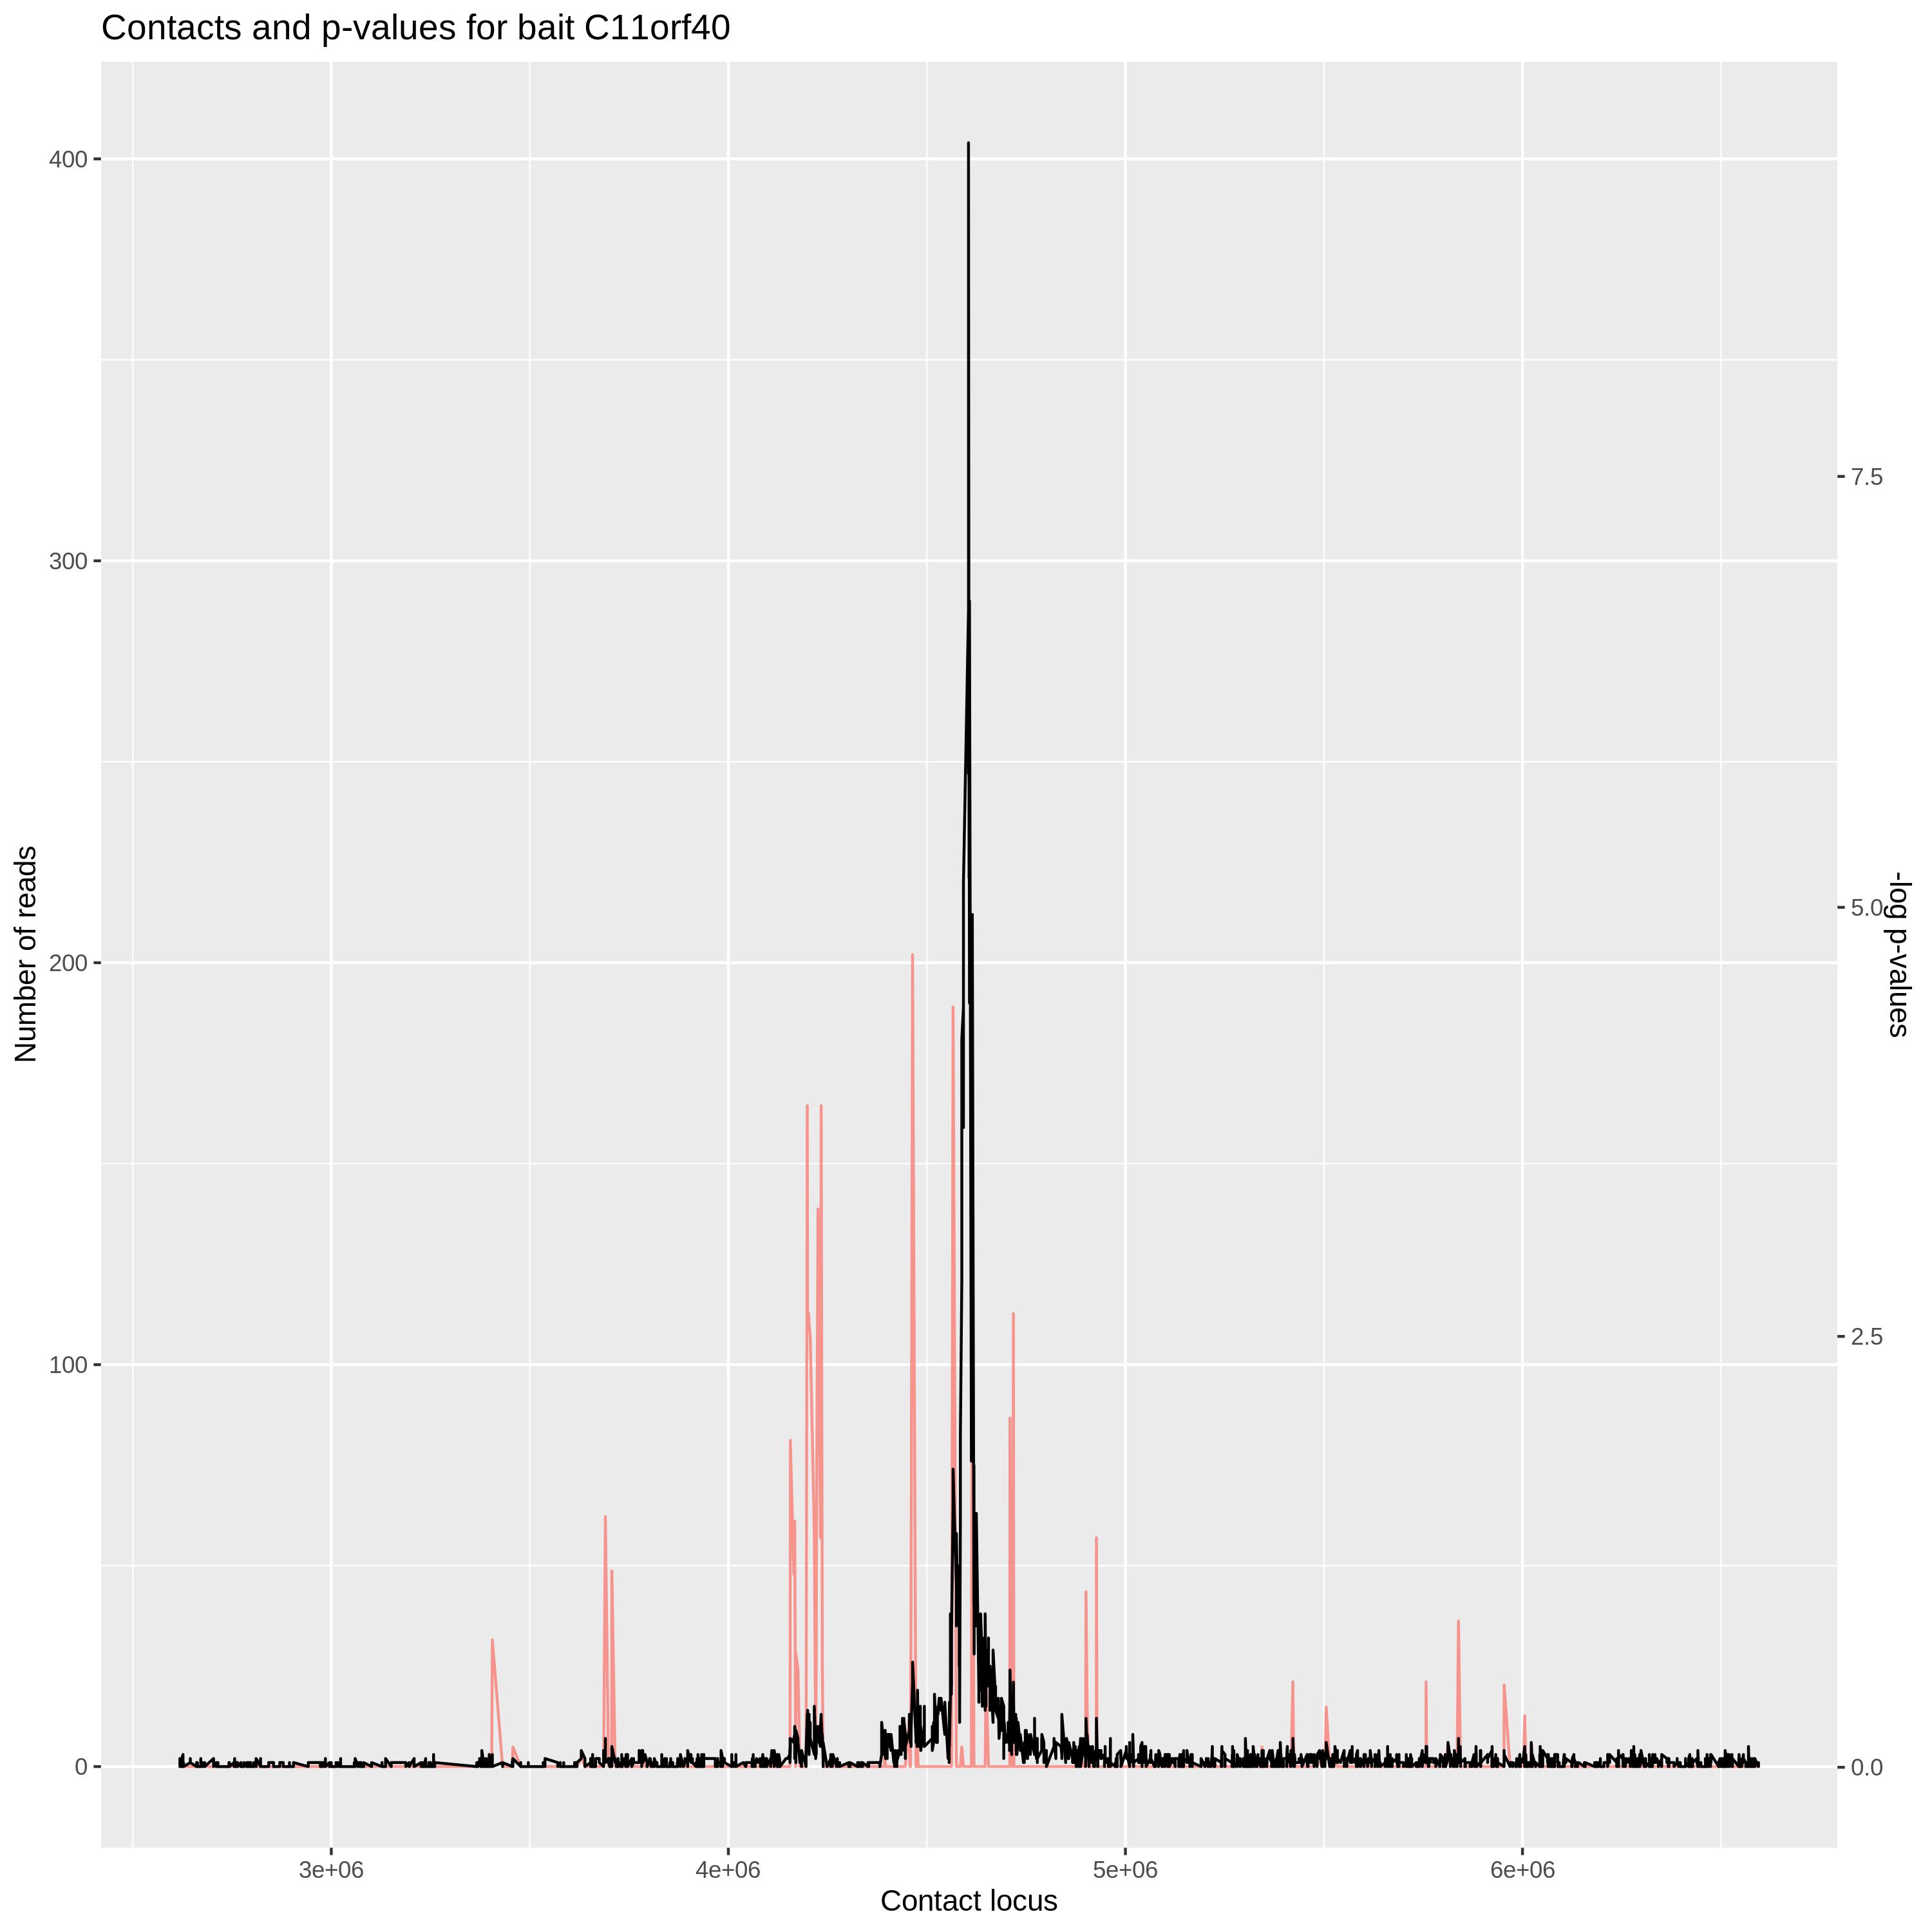 Contacts and p-values for bait C11orf40
400
300
200
100
0
Number of reads
7.5
5.0
2.5
0.0
-log p-values
3e+06 4e+06 5e+06 6e+06
Contact locus